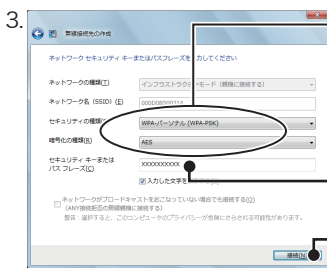 3.
無線接続先の作成
ネットワーク セキュリティ キーまたはパスフレーズを入力してください
ネットワークの種類(T)
インフラストラクチャモード (親機に接続する)
ネットワーク名 (SSID) (E)
セキュリティの種類(S)
WPA-パーソナル (WPA-PSK)
暗号化の種類(R)
AES
セキュリティ キーまたは
パス フレーズ(C)
XXXXXXXXXX
入力した文字を
ネットワークがブロードキャストをおこなっていない場合でも接続する(O)
(ANY接続拒否の無線親機に接続する)
警告：選択すると、このコンピュータのプライバシーが危険にさらされる可能性があります。
接続(N)